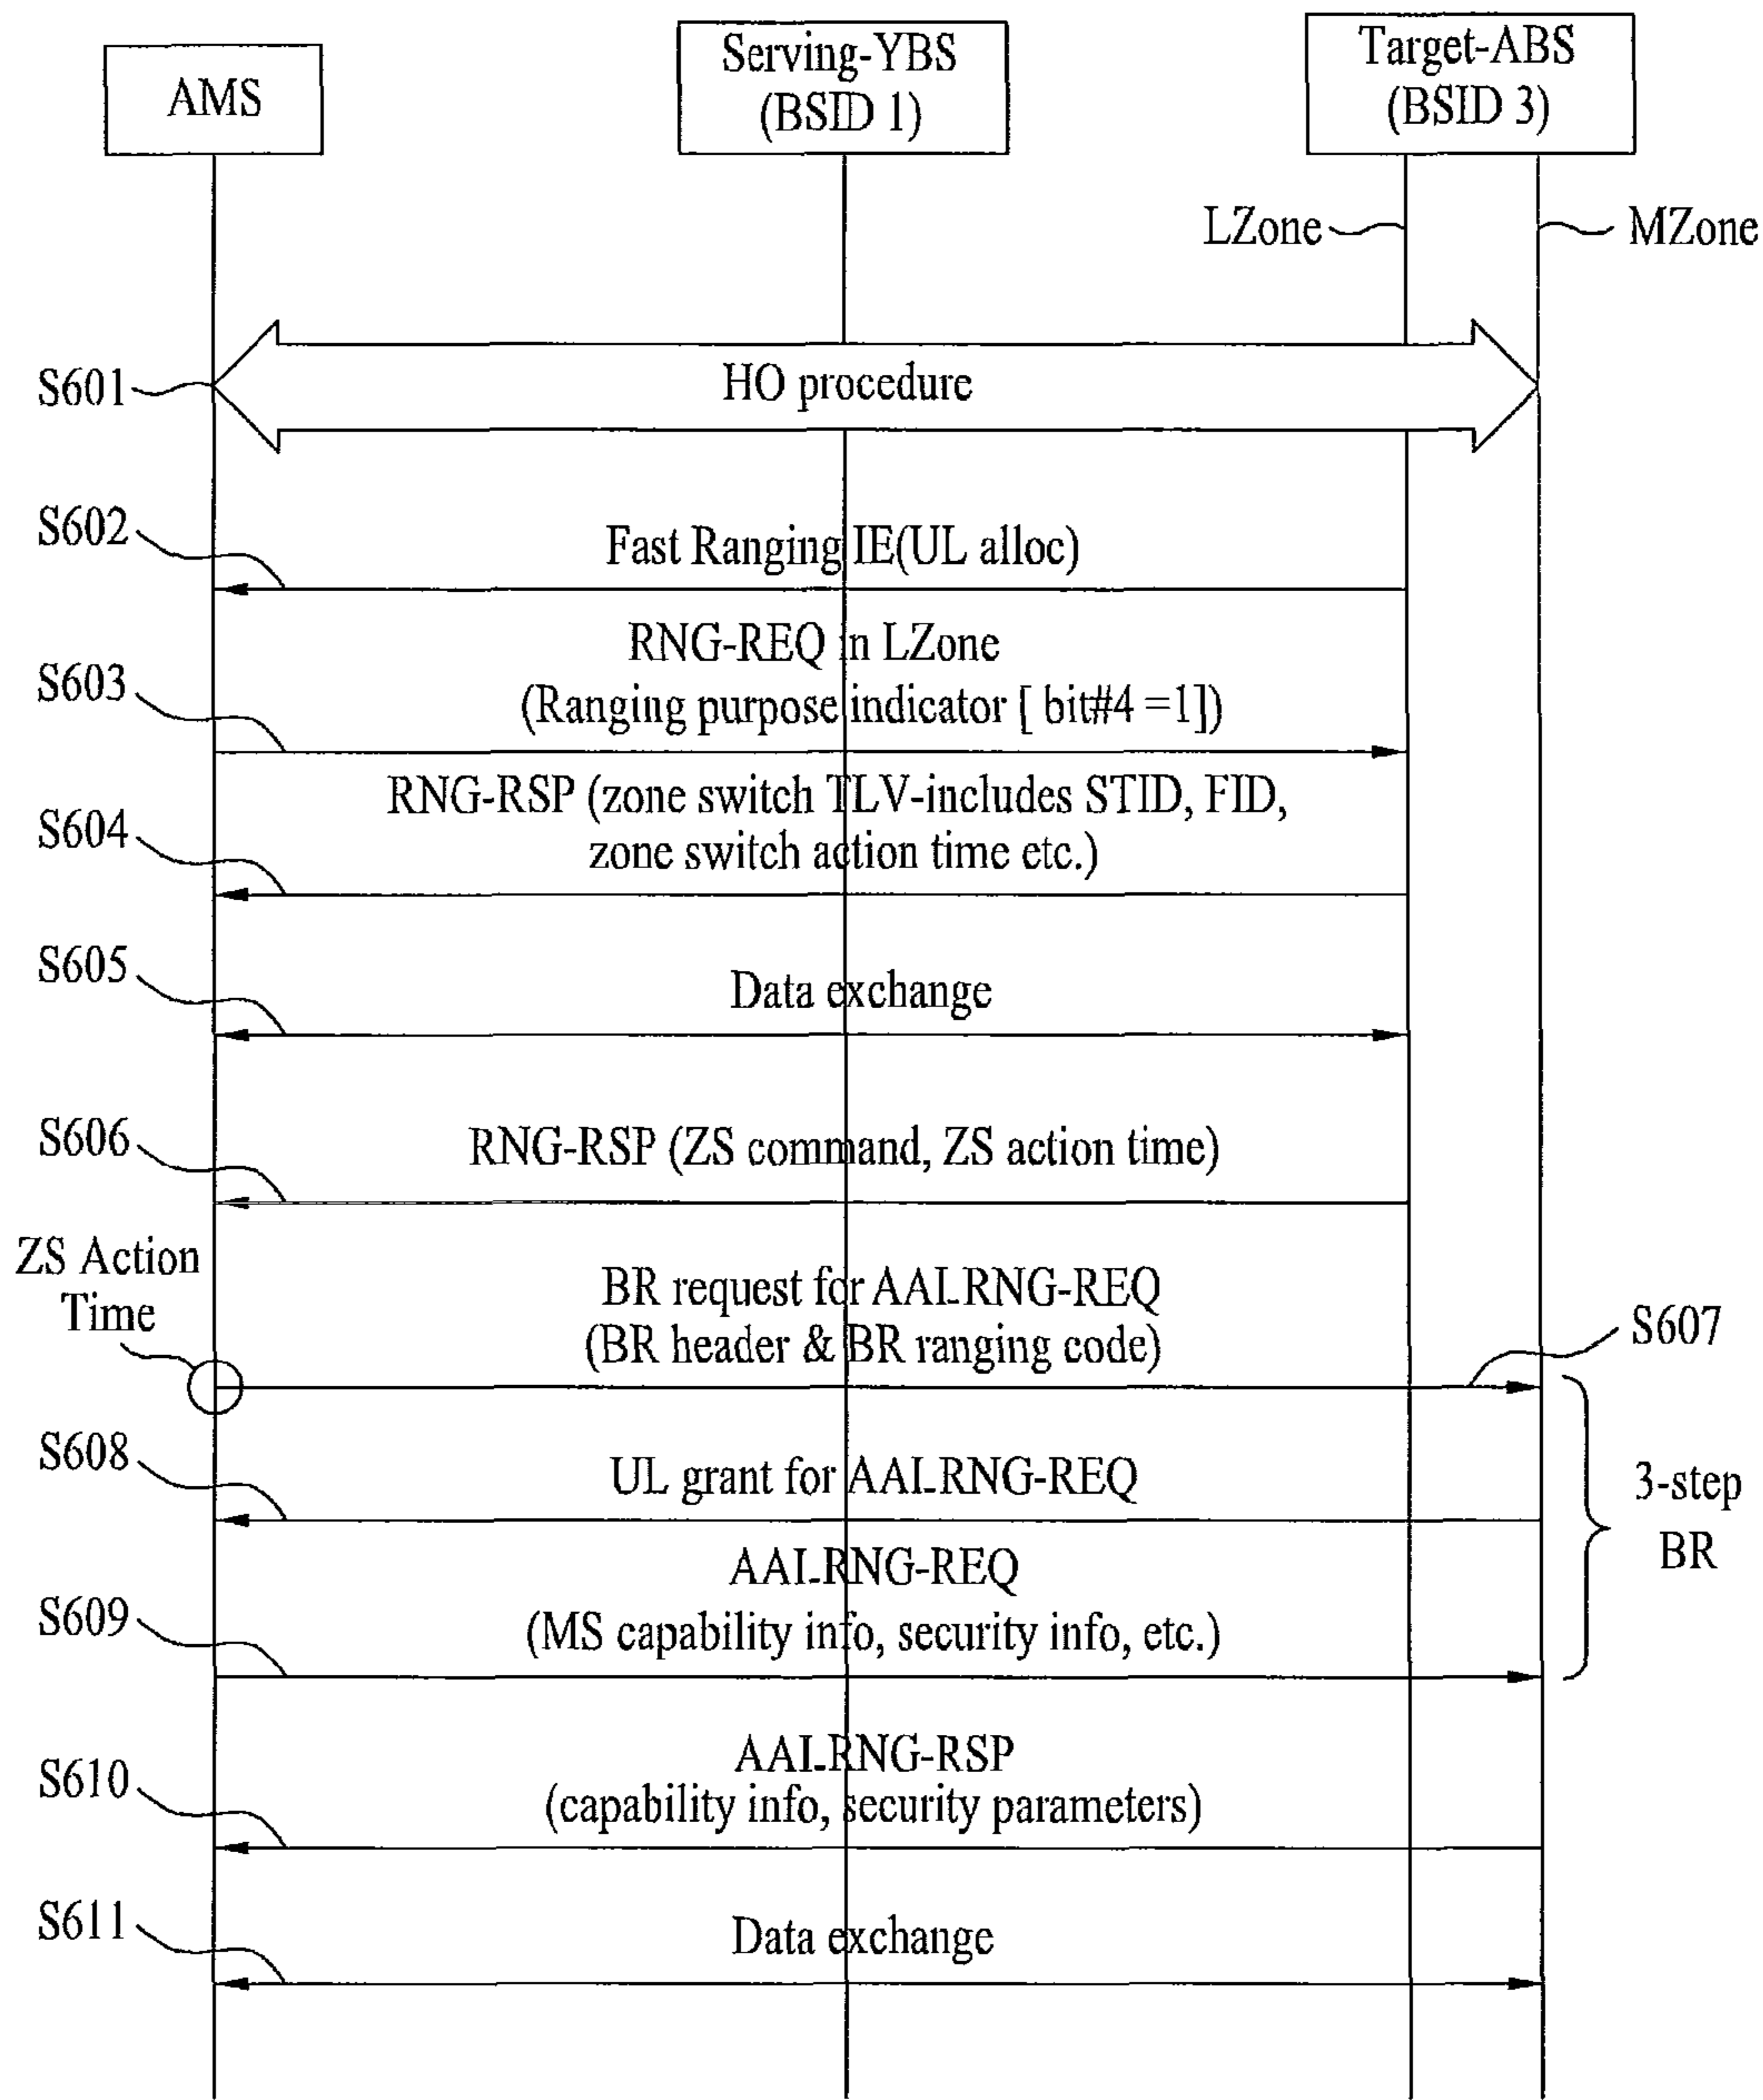 AMS
Serving-YBS
(BSID 1)
Target-ABS
(BSID 3)
LZone
MZone
S601
HO procedure
S602
Fast Ranging IE(UL alloc)
RNG-REQ in LZone
S603
(Ranging purpose indicator [ bit#4 =1])
RNG-RSP (zone switch TLV-includes STID, FID,
S604
zone switch action time etc.)
S605
Data exchange
S606
RNG-RSP (ZS command, ZS action time)
ZS Action
Time
BR request for AAI-RNG-REQ
(BR header & BR ranging code)
S607
S608
UL grant for AAI-RNG-REQ
3-step
BR
AAI-RNG-REQ
S609
(MS capability info, security info, etc.)
AAI-RNG-RSP
S610
(capability info, security parameters)
S611
Data exchange